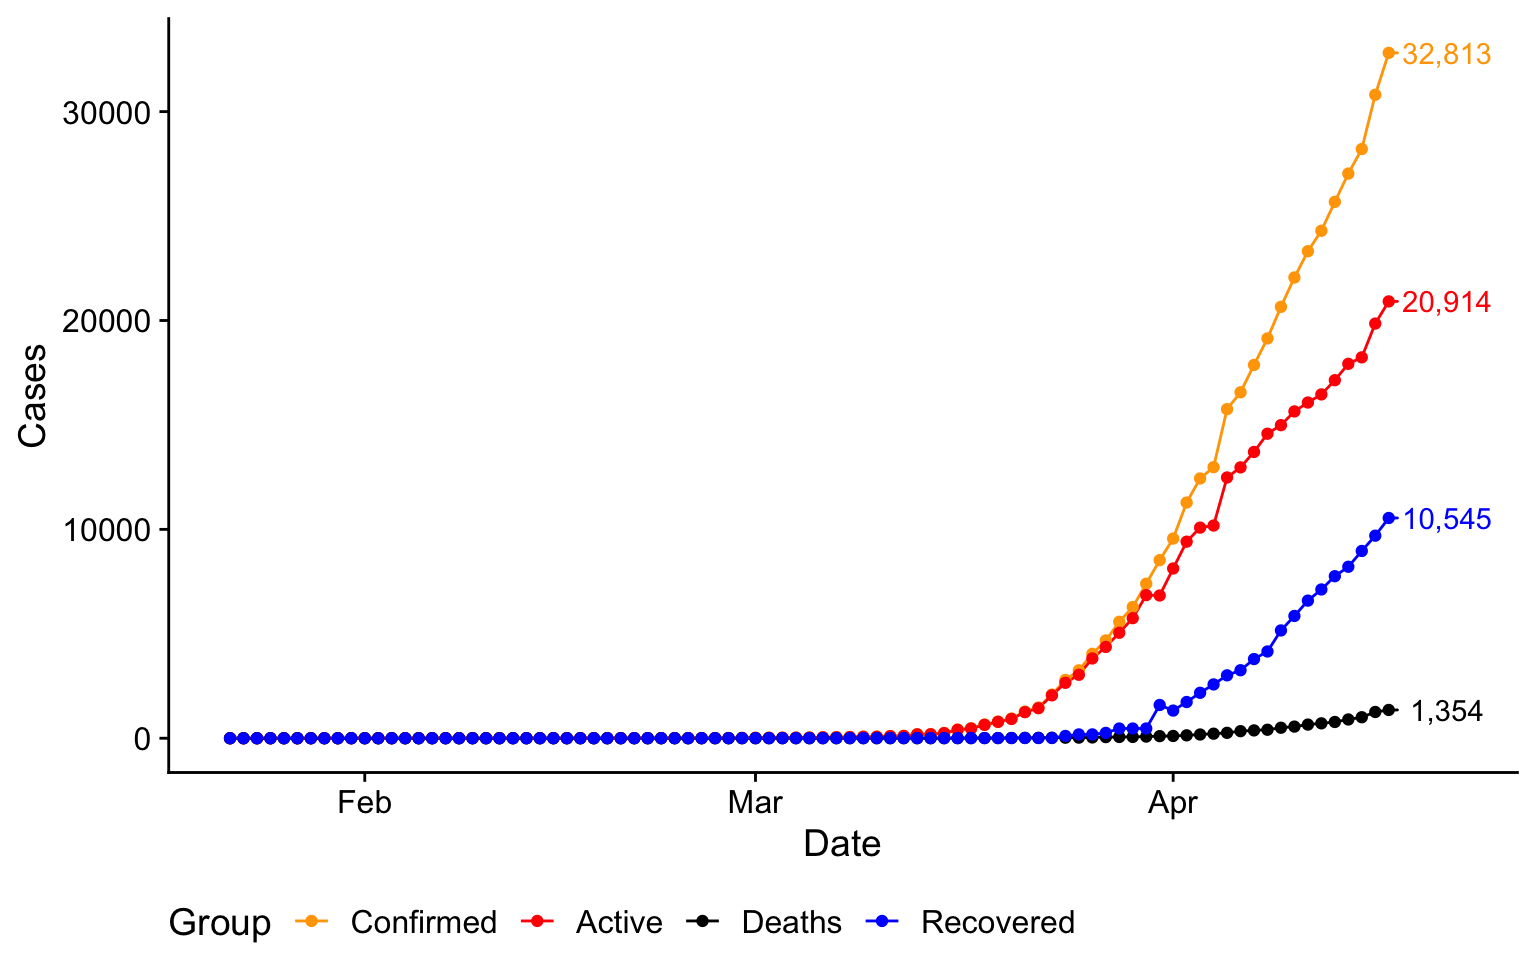 32,813
30000
20,914
20000
Cases
10,545
10000
1,354
0
Feb Mar Apr
Date
Group Confirmed Active Deaths Recovered